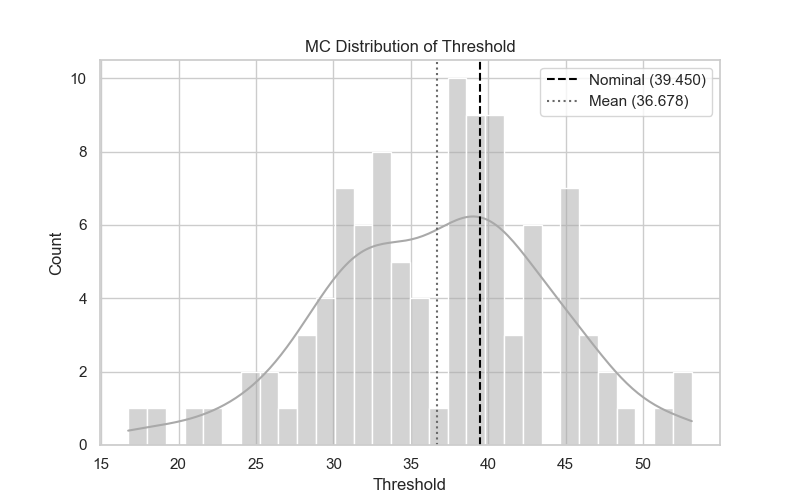 MC Distribution of Threshold
Nominal (39.450)
Mean (36.678)
10
8
6
4
2
0
Count
15 20 25 30 35 40 45 50
Threshold